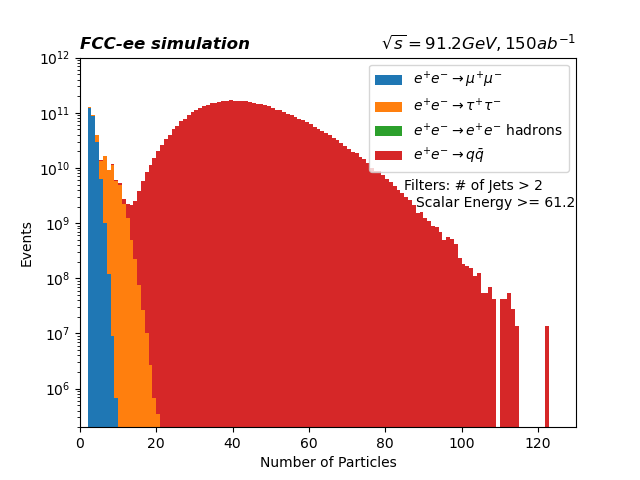 FCC-ee simulation
√s = 91.2GeV, 150ab⁻¹
10¹²
10¹¹
10¹⁰
10⁹
10⁸
10⁷
10⁶
Events
e⁺e⁻ → μ⁺μ⁻
e⁺e⁻ → τ⁺τ⁻
e⁺e⁻ → e⁺e⁻ hadrons
e⁺e⁻ → qq̄
Filters: # of Jets > 2
Scalar Energy >= 61.2
0 20 40 60 80 100 120
Number of Particles